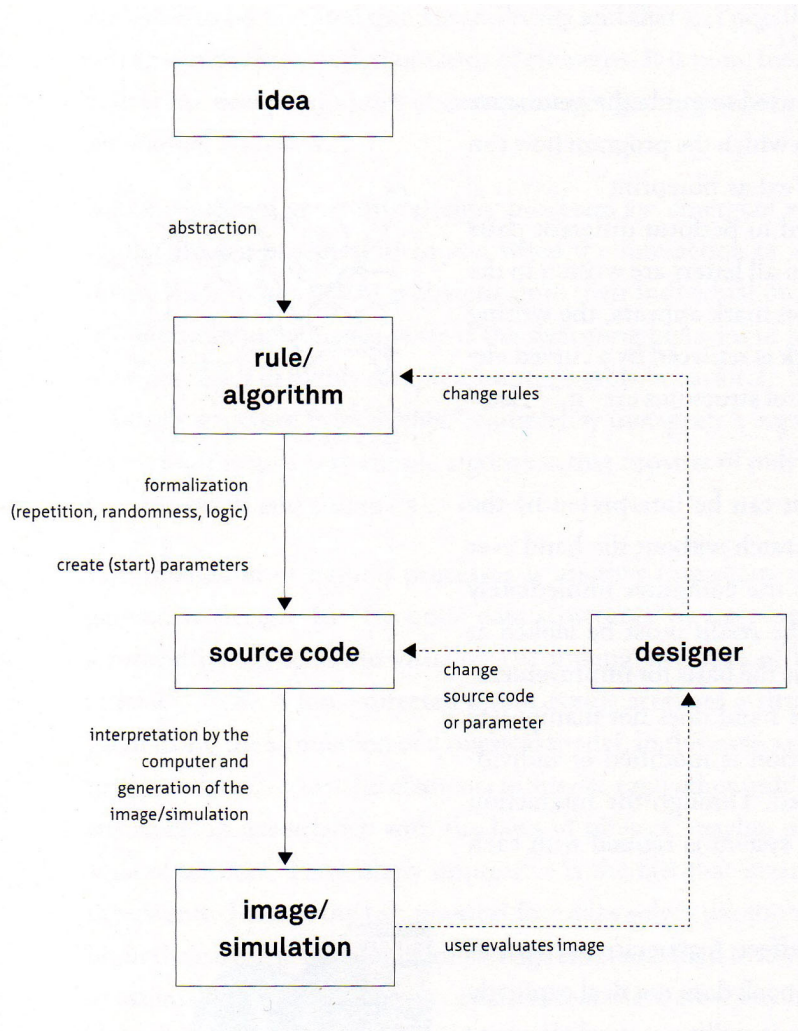 idea
abstraction
rule/
algorithm
change rules
formalization
(repetition, randomness, logic)
create (start) parameters
source code
designer
change
source code
or parameter
interpretation by the
computer and
generation of the
image/simulation
image/
simulation
user evaluates image